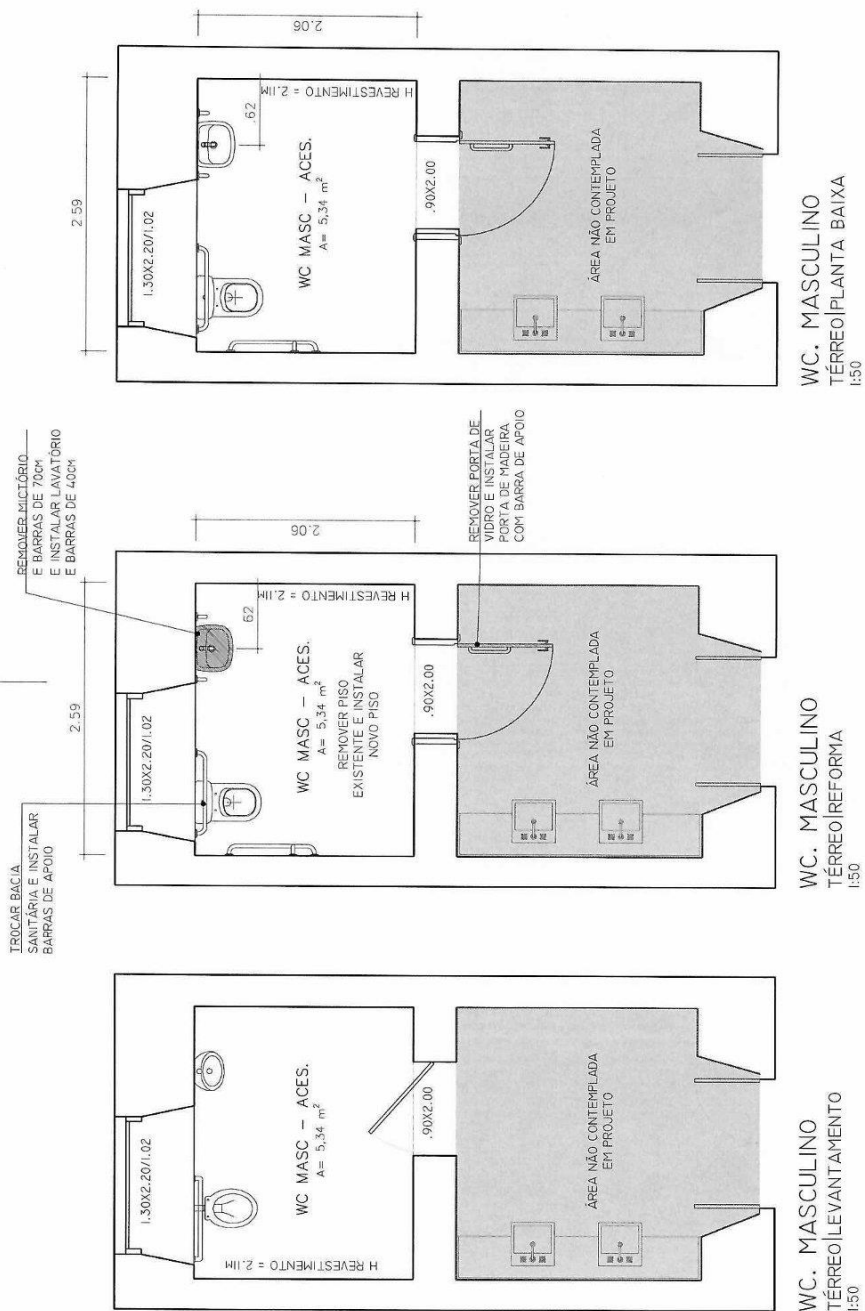 2.59
2.06
1.30X2.20/1.02
H REVESTIMENTO = 2.11M
.62
WC MASC – ACES.
A= 5,34 m²
.90X2.00
ÁREA NÃO CONTEMPLADA
EM PROJETO
WC. MASCULINO
TÉRREO|PLANTA BAIXA
1:50
TROCAR BACIA
SANITÁRIA E INSTALAR
BARRAS DE APOIO
REMOVER MICTÓRIO
E BARRAS DE 70CM
E INSTALAR LAVATÓRIO
E BARRAS DE 40CM
2.59
2.06
1.30X2.20/1.02
H REVESTIMENTO = 2.11M
.62
WC MASC – ACES.
A= 5,34 m²
REMOVER PISO
EXISTENTE E INSTALAR
NOVO PISO
.90X2.00
REMOVER PORTA DE
VIDRO E INSTALAR
PORTA DE MADEIRA
COM BARRA DE APOIO
ÁREA NÃO CONTEMPLADA
EM PROJETO
WC. MASCULINO
TÉRREO|REFORMA
1:50
1.30X2.20/1.02
H REVESTIMENTO = 2.11M
WC MASC – ACES.
A= 5,34 m²
.90X2.00
ÁREA NÃO CONTEMPLADA
EM PROJETO
WC. MASCULINO
TÉRREO|LEVANTAMENTO
1:50